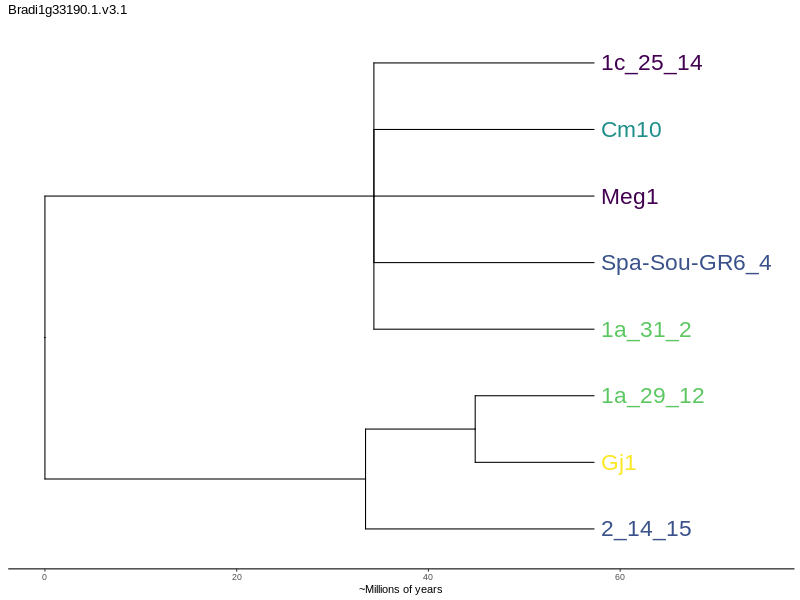 Bradi1g33190.1.v3.1
1c_25_14
Cm10
Meg1
Spa-Sou-GR6_4
1a_31_2
1a_29_12
Gj1
2_14_15
0 20 40 60
~Millions of years